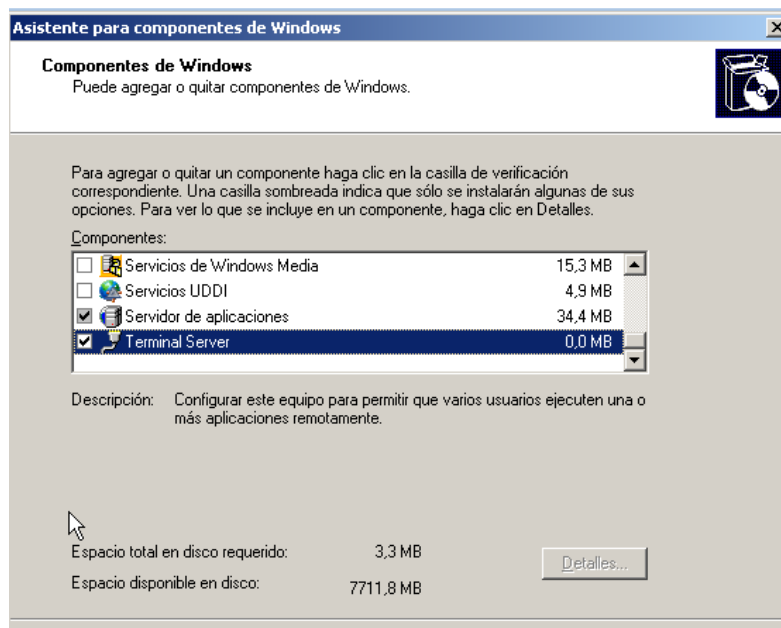 Asistente para componentes de Windows
Componentes de Windows
Puede agregar o quitar componentes de Windows.
Para agregar o quitar un componente haga clic en la casilla de verificación
correspondiente. Una casilla sombreada indica que sólo se instalarán algunas de sus
opciones. Para ver lo que se incluye en un componente, haga clic en Detalles.
Componentes:
Servicios de Windows Media 15,3 MB
Servicios UDDI 4,9 MB
Servidor de aplicaciones 34,4 MB
Terminal Server 0,0 MB
Descripción: Configurar este equipo para permitir que varios usuarios ejecuten una o
más aplicaciones remotamente.
Espacio total en disco requerido: 3,3 MB
Detalles...
Espacio disponible en disco: 7711,8 MB